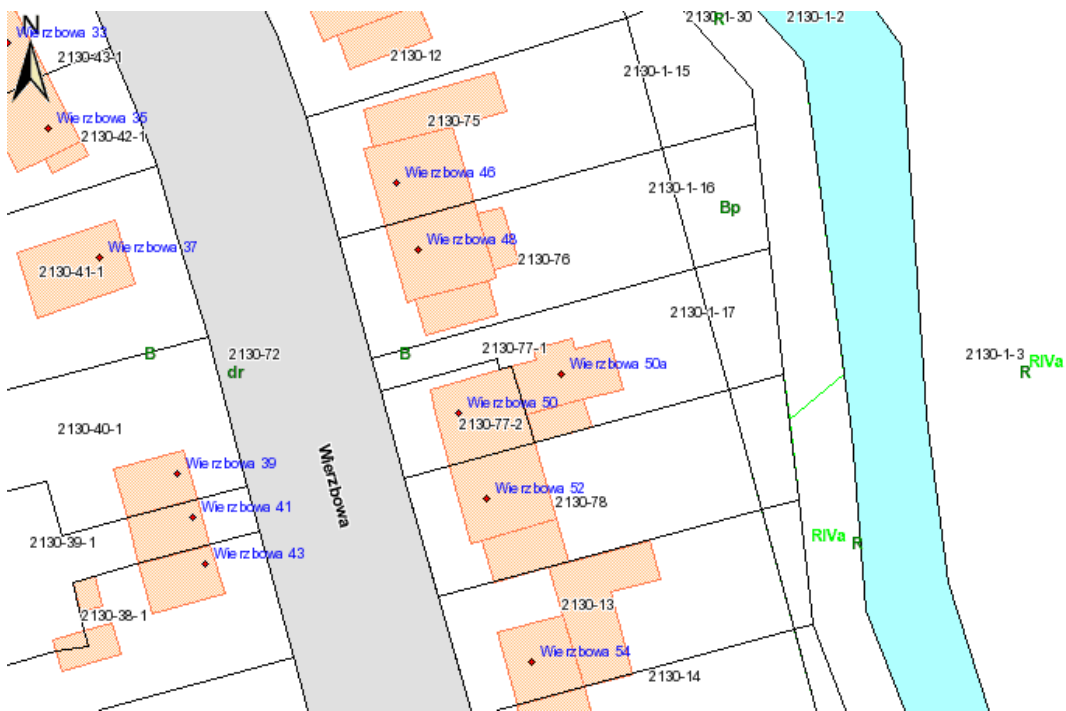 N
Wierzbowa 33
2130-43-1
2130-12
2130-1-30
R
2130-1-2
2130-1-15
Wierzbowa 35
2130-42-1
2130-75
Wierzbowa 46
2130-1-16
Bp
Wierzbowa 37
2130-41-1
Wierzbowa 48
2130-76
2130-1-17
B
2130-72
dr
B
2130-77-1
Wierzbowa 50a
2130-1-3
RIVa
R
Wierzbowa 50
2130-77-2
2130-40-1
Wierzbowa 39
Wierzbowa
Wierzbowa 52
2130-78
Wierzbowa 41
2130-39-1
Wierzbowa 43
RIVa
R
2130-38-1
2130-13
Wierzbowa 54
2130-14